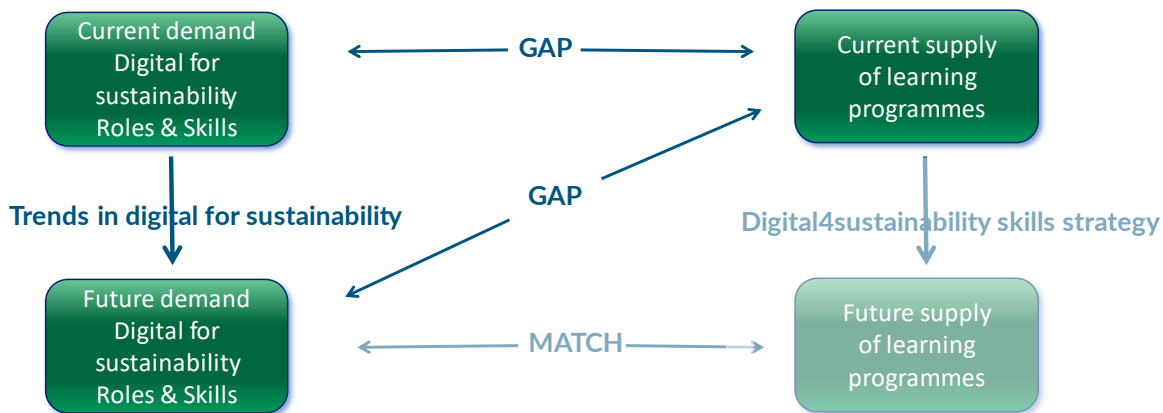 Current demand
Digital for
sustainability
Roles & Skills
GAP
Current supply
of learning
programmes
Trends in digital for sustainability
GAP
Digital4sustainability skills strategy
Future demand
Digital for
sustainability
Roles & Skills
MATCH
Future supply
of learning
programmes